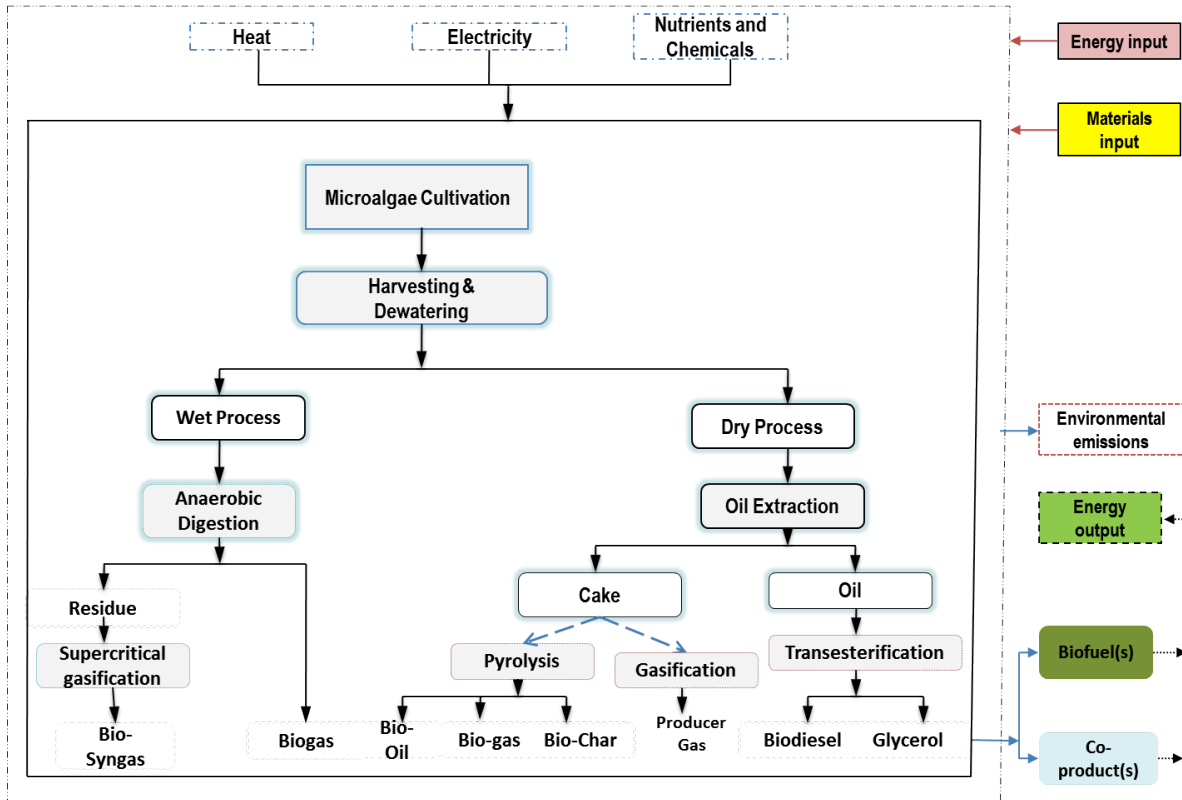 Heat
Electricity
Nutrients and
Chemicals
Energy input
Materials
input
Microalgae Cultivation
Harvesting &
Dewatering
Wet Process
Dry Process
Environmental
emissions
Anaerobic
Digestion
Oil Extraction
Energy
output
Residue
Cake
Oil
Supercritical
gasification
Pyrolysis
Gasification
Transesterification
Biofuel(s)
Bio-
Syngas
Biogas
Bio-
Oil
Bio-gas
Bio-Char
Producer
Gas
Biodiesel
Glycerol
Co-
product(s)